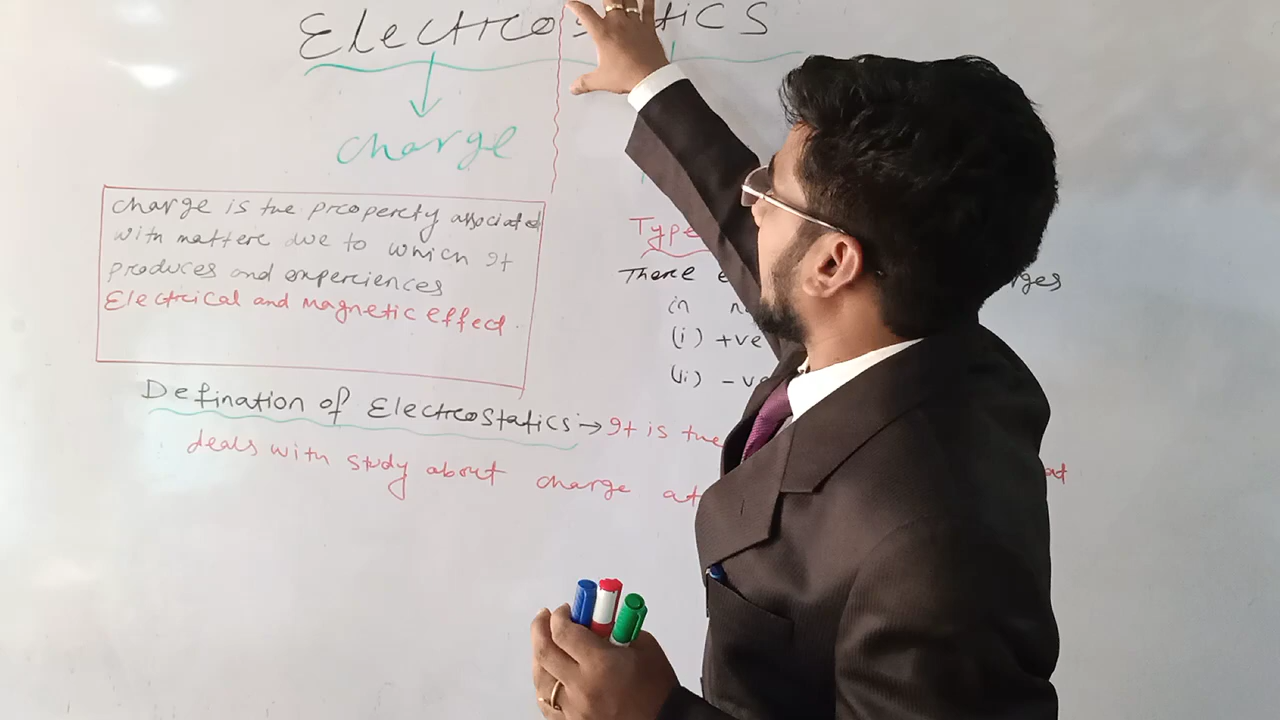 Electrostatics
charge
charge is the property associated
with matter due to which It
produces and experiences
Electrical and magnetic effect.
Type
There
rges
in
(i) +ve
(ii) -ve
Defination of Electrostatics → It is the
deals with study about charge at
at